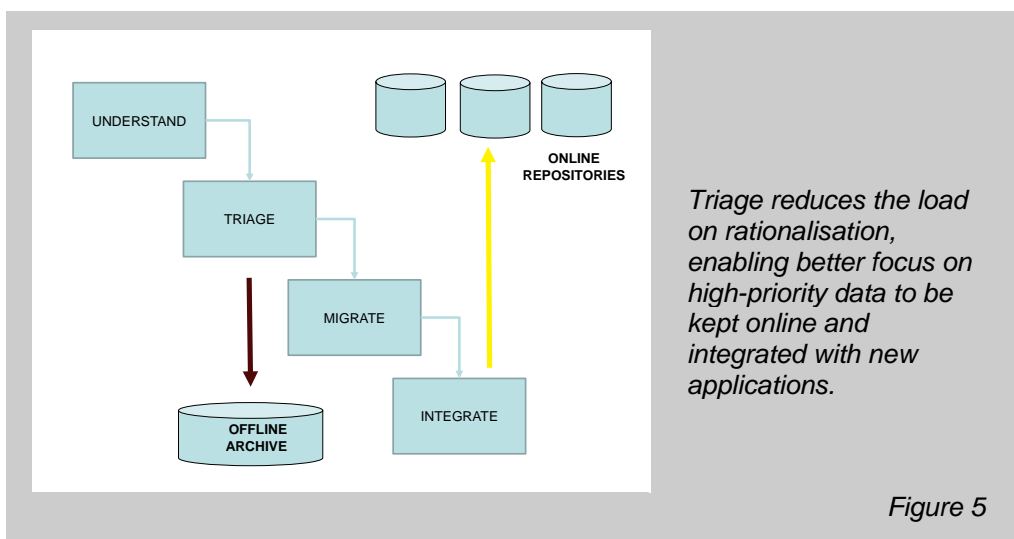 UNDERSTAND
TRIAGE
MIGRATE
INTEGRATE
OFFLINE
ARCHIVE
ONLINE
REPOSITORIES
Triage reduces the load
on rationalisation,
enabling better focus on
high-priority data to be
kept online and
integrated with new
applications.
Figure 5